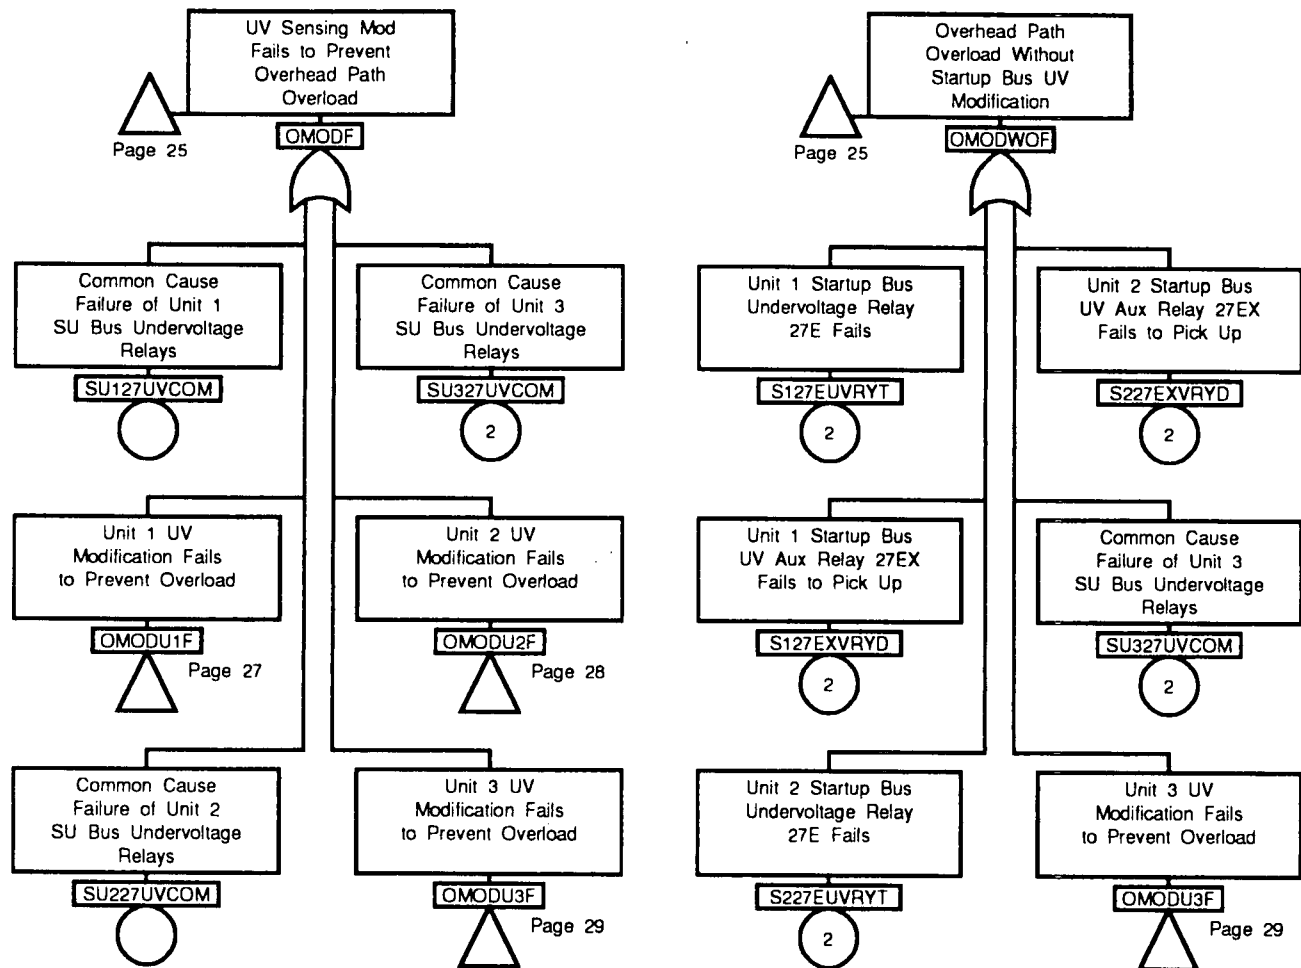 UV Sensing Mod
Fails to Prevent
Overhead Path
Overload
Page 25
OMODF
Common Cause
Failure of Unit 1
SU Bus Undervoltage
Relays
SU127UVCOM
Common Cause
Failure of Unit 3
SU Bus Undervoltage
Relays
SU327UVCOM
2
Unit 1 UV
Modification Fails
to Prevent Overload
OMODU1F
Page 27
Unit 2 UV
Modification Fails
to Prevent Overload
OMODU2F
Page 28
Common Cause
Failure of Unit 2
SU Bus Undervoltage
Relays
SU227UVCOM
Unit 3 UV
Modification Fails
to Prevent Overload
OMODU3F
Page 29
Overhead Path
Overload Without
Startup Bus UV
Modification
Page 25
OMODWOF
Unit 1 Startup Bus
Undervoltage Relay
27E Fails
S127EUVRYT
2
Unit 2 Startup Bus
UV Aux Relay 27EX
Fails to Pick Up
S227EXVRYD
2
Unit 1 Startup Bus
UV Aux Relay 27EX
Fails to Pick Up
S127EXVRYD
2
Common Cause
Failure of Unit 3
SU Bus Undervoltage
Relays
SU327UVCOM
2
Unit 2 Startup Bus
Undervoltage Relay
27E Fails
S227EUVRYT
2
Unit 3 UV
Modification Fails
to Prevent Overload
OMODU3F
Page 29